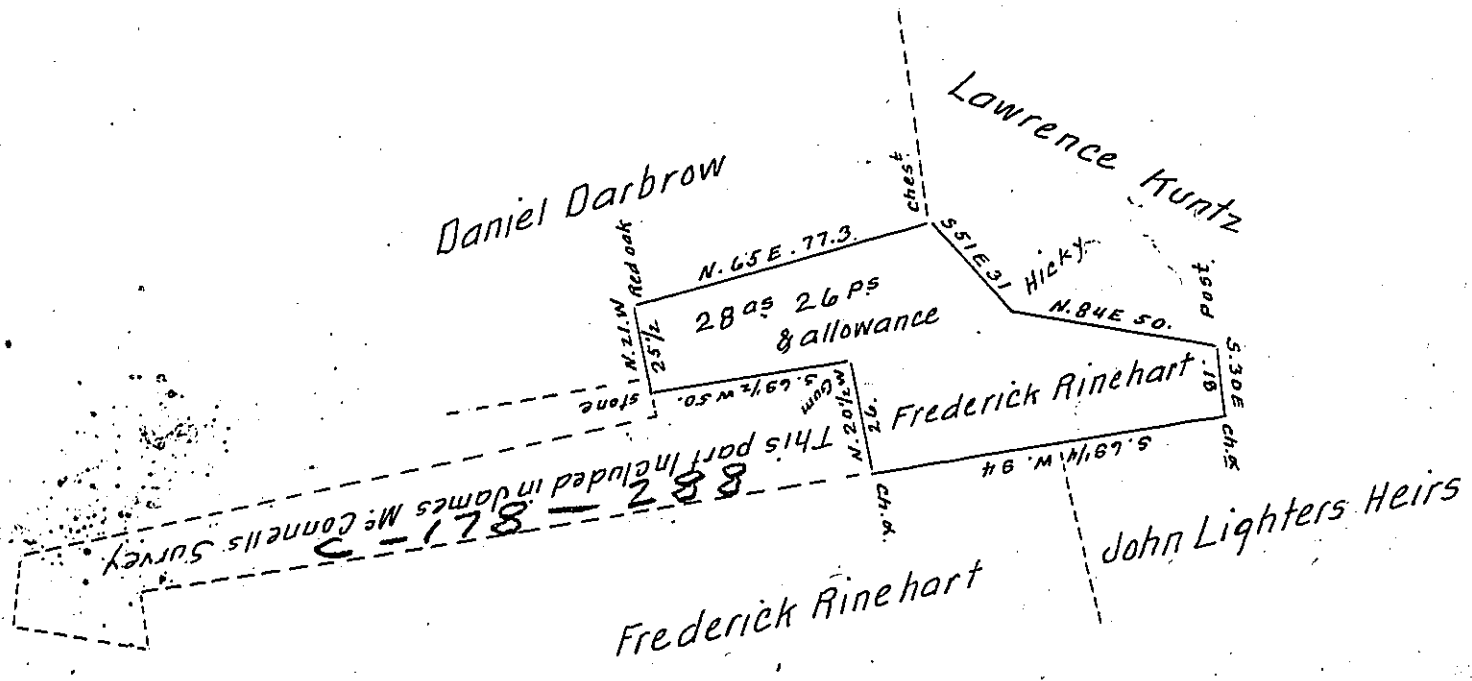 Lawrence Kuntz
Daniel Darbrow
Chest.
Red oak
N. 65 E. 77.3.
S51E.31
Hicky
Post.
N. 84E 50.
N. 21. W
25 1/2
28 as 26 Ps
& allowance
S. 30E
.18
stone
S. 69 1/2 W 50.
Gum
N. 20 1/2 W
26.
Frederick Rinehart
S. 69 1/4 W. 94
Ch.o.
Ch.o.
This part Included in James Mc. Connells Survey
C-178-288
John Lighters Heirs
Frederick Rinehart